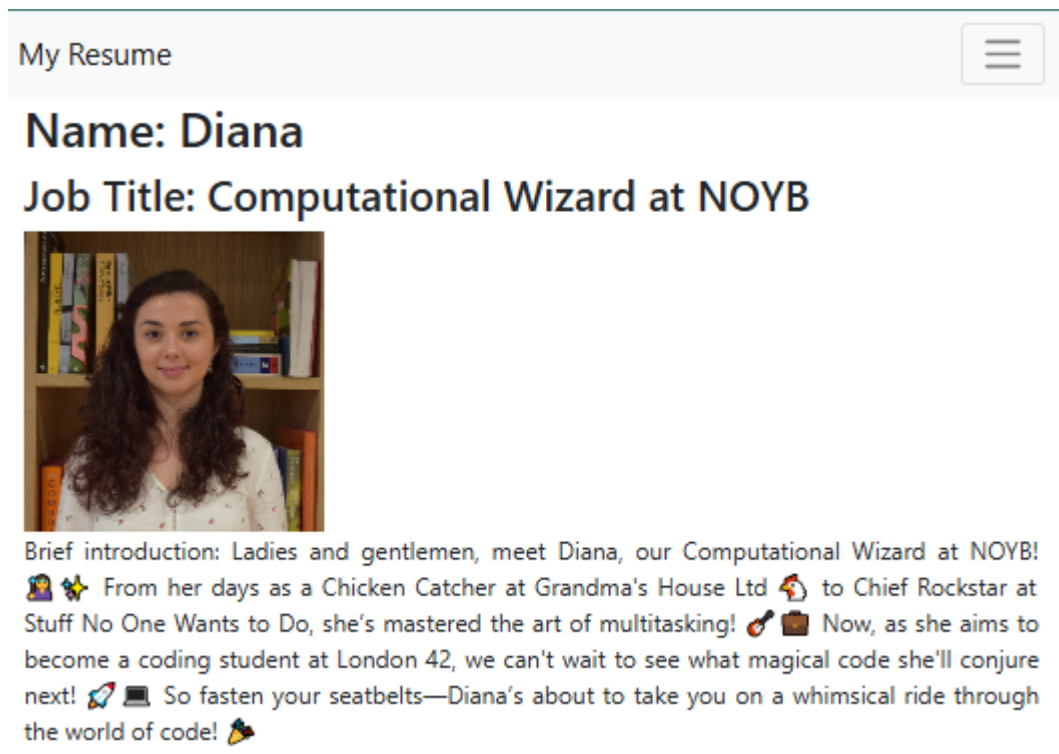 My Resume
Name: Diana
Job Title: Computational Wizard at NOYB
Brief introduction: Ladies and gentlemen, meet Diana, our Computational Wizard at NOYB!
🧙‍♀️ ✨ From her days as a Chicken Catcher at Grandma's House Ltd 🐔 to Chief Rockstar at
Stuff No One Wants to Do, she's mastered the art of multitasking! 🎸 💼 Now, as she aims to
become a coding student at London 42, we can't wait to see what magical code she'll conjure
next! 🚀 💻 So fasten your seatbelts—Diana's about to take you on a whimsical ride through
the world of code! 🎉